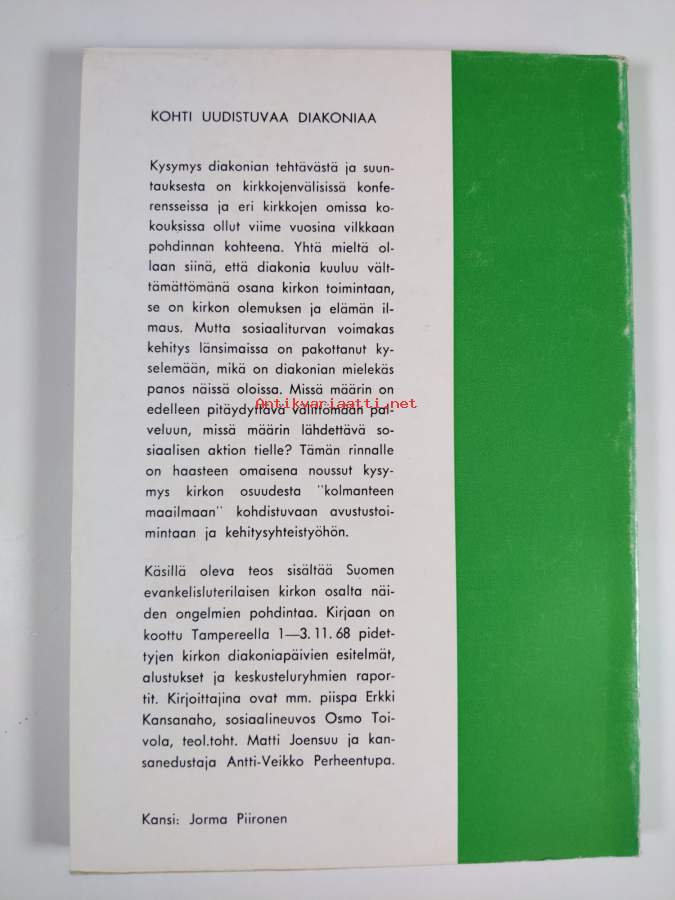 KOHTI UUDISTUVAA DIAKONIAA
Kysymys diakonian tehtävästä ja suun-
tauksesta on kirkkojenvälisissä konfe-
rensseissa ja eri kirkkojen omissa ko-
kouksissa ollut viime vuosina vilkkaan
pohdinnan kohteena. Yhtä mieltä ol-
laan siinä, että diakonia kuuluu vält-
tämättömänä osana kirkon toimintaan,
se on kirkon olemuksen ja elämän il-
maus. Mutta sosiaaliturvan voimakas
kehitys länsimaissa on pakottanut ky-
selemään, mikä on diakonian mielekäs
panos näissä oloissa. Missä määrin on
Antikvariaatti.net
edelleen pitäydyttävä välittömään pal-
veluun, missä määrin lähdettävä so-
siaalisen aktion tielle? Tämän rinnalle
on haasteen omaisena noussut kysy-
mys kirkon osuudesta "kolmanteen
maailmaan" kohdistuvaan avustustoi-
mintaan ja kehitysyhteistyöhön.
Käsillä oleva teos sisältää Suomen
evankelisluterilaisen kirkon osalta näi-
den ongelmien pohdintaa. Kirjaan on
koottu Tampereella 1—3. 11. 68 pidet-
tyjen kirkon diakoniapäivien esitelmät,
alustukset ja keskusteluryhmien rapor-
tit. Kirjoittajina ovat mm. piispa Erkki
Kansanaho, sosiaalineuvos Osmo Toi-
vola, teol.toht. Matti Joensuu ja kan-
sanedustaja Antti-Veikko Perheentupa.
Kansi: Jorma Piironen